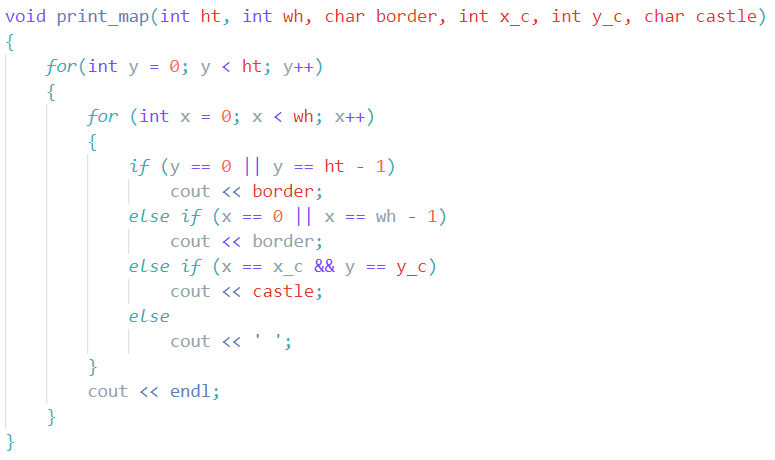 void print_map(int ht, int wh, char border, int x_c, int y_c, char castle)
{
    for(int y = 0; y < ht; y++)
    {
        for (int x = 0; x < wh; x++)
        {
            if (y == 0 || y == ht - 1)
                cout << border;
            else if (x == 0 || x == wh - 1)
                cout << border;
            else if (x == x_c && y == y_c)
                cout << castle;
            else
                cout << ' ';
        }
        cout << endl;
    }
}